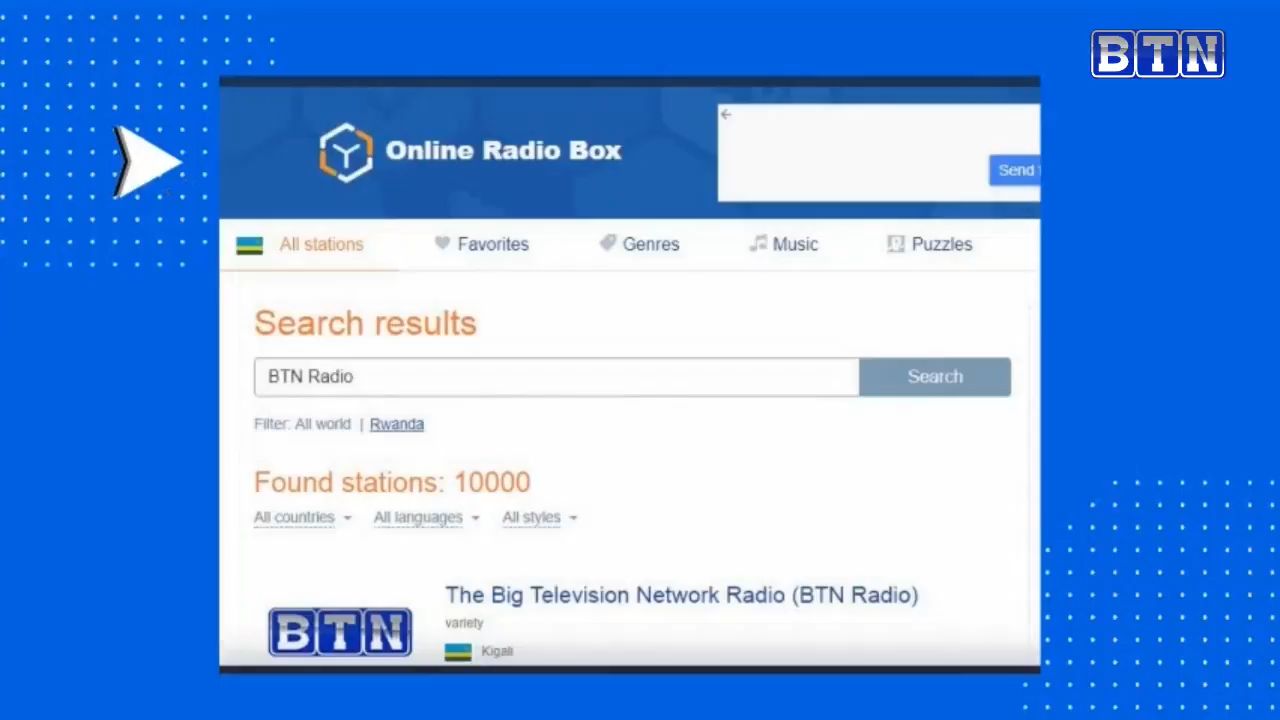 BTN
Online Radio Box
Send
All stations
Favorites
Genres
Music
Puzzles
Search results
BTN Radio
Search
Filter: All world | Rwanda
Found stations: 10000
All countries
All languages
All styles
The Big Television Network Radio (BTN Radio)
variety
BTN
Kigali